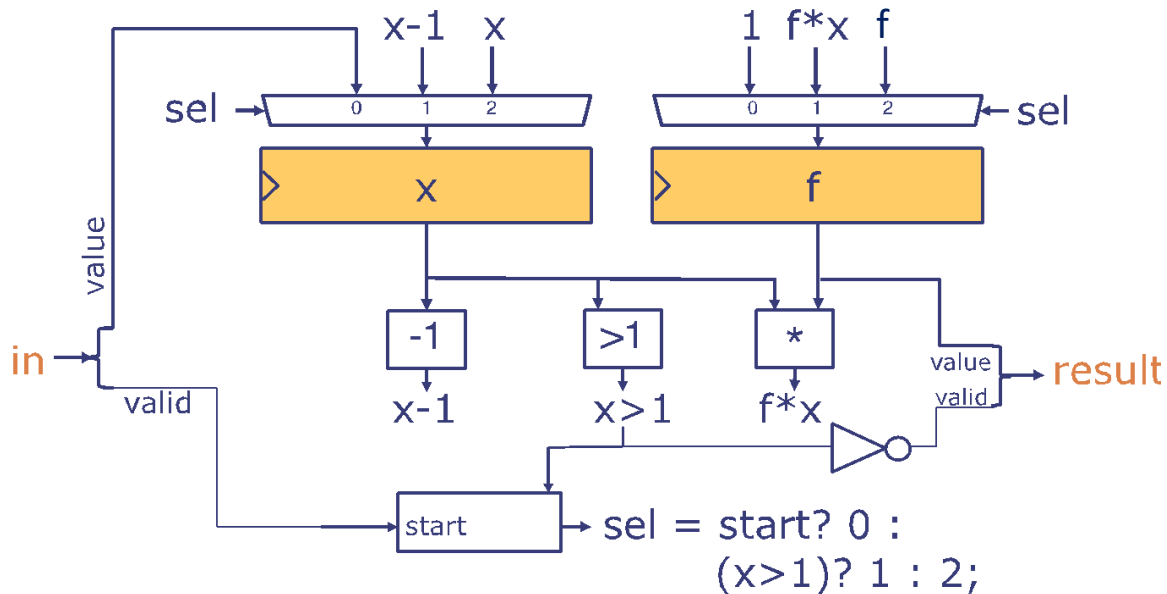 x-1 x 1 f*x f
sel 0 1 2 0 1 2 sel
x f
value
-1 >1 *
in value result
valid x-1 x>1 f*x valid
start sel = start? 0 :
(x>1)? 1 : 2;